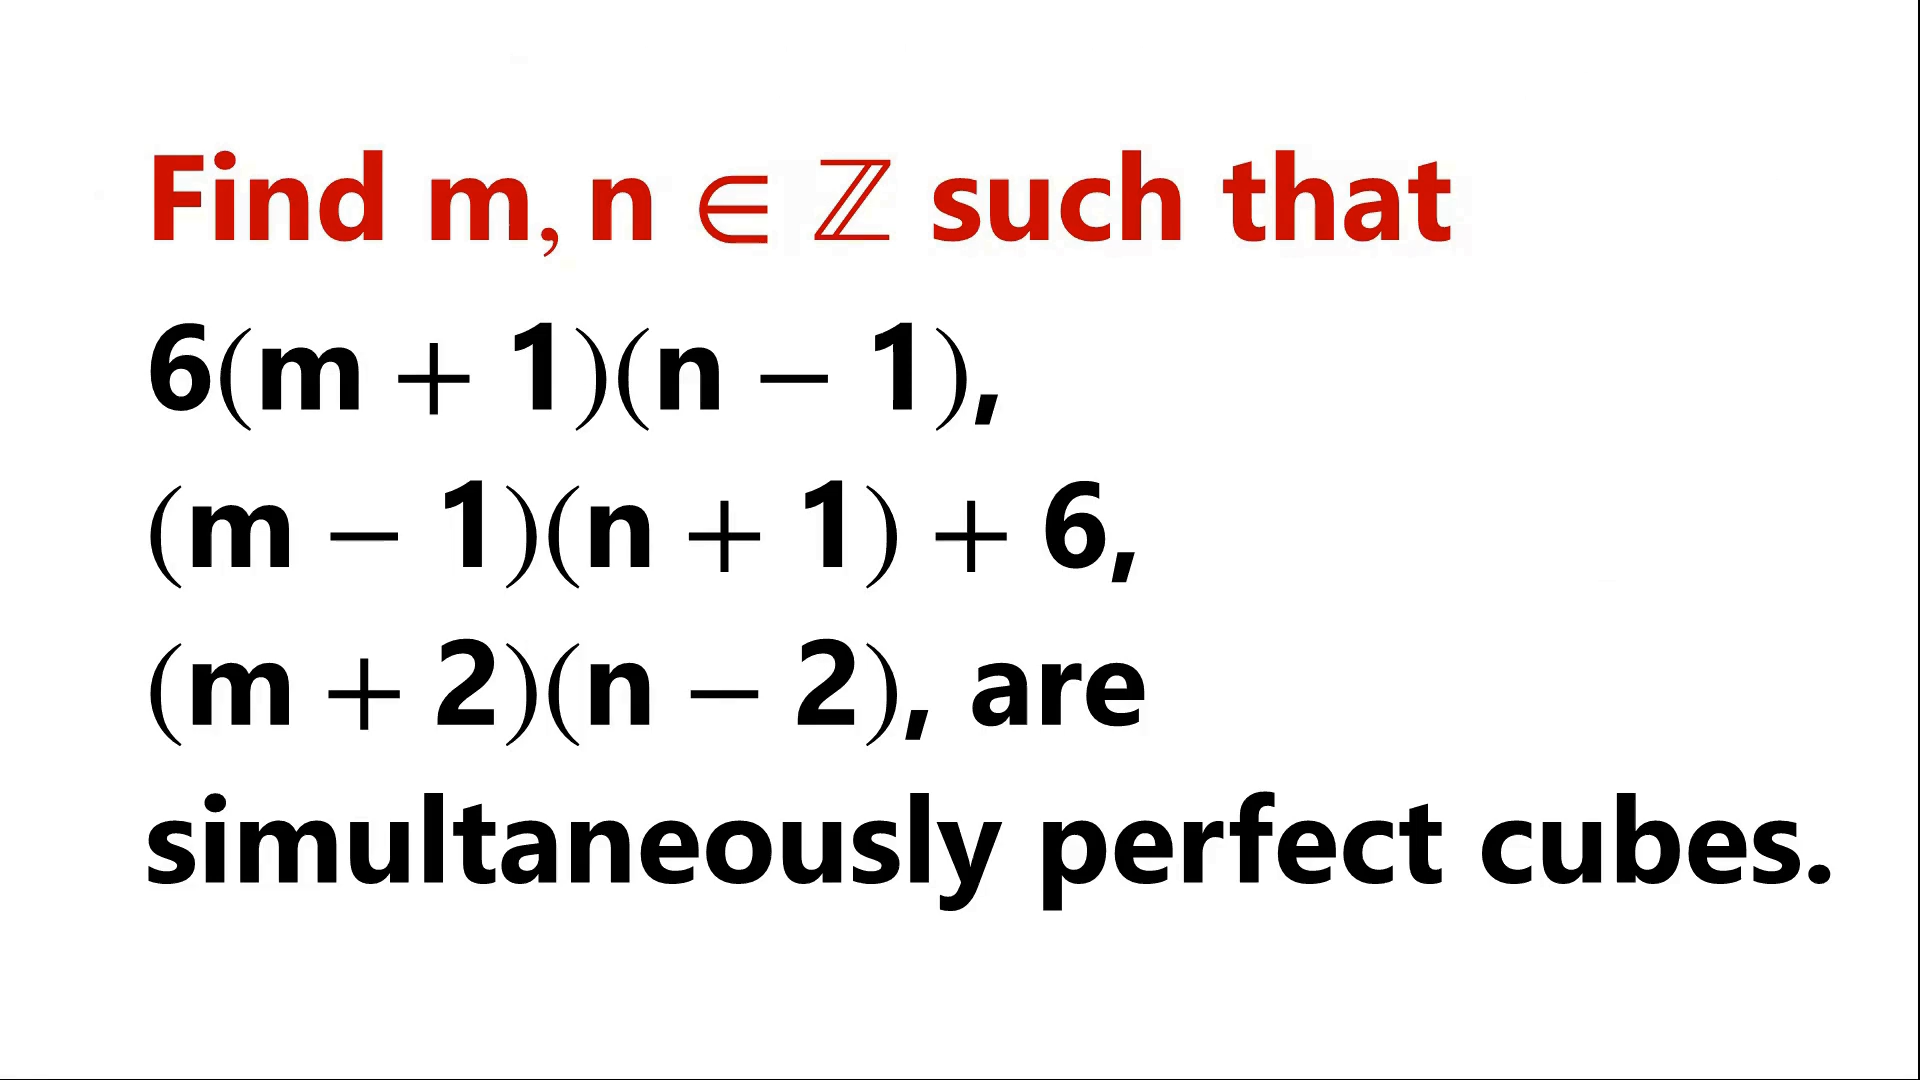 Find m, n ∈ ℤ such that
6(m + 1)(n − 1),
(m − 1)(n + 1) + 6,
(m + 2)(n − 2), are
simultaneously perfect cubes.